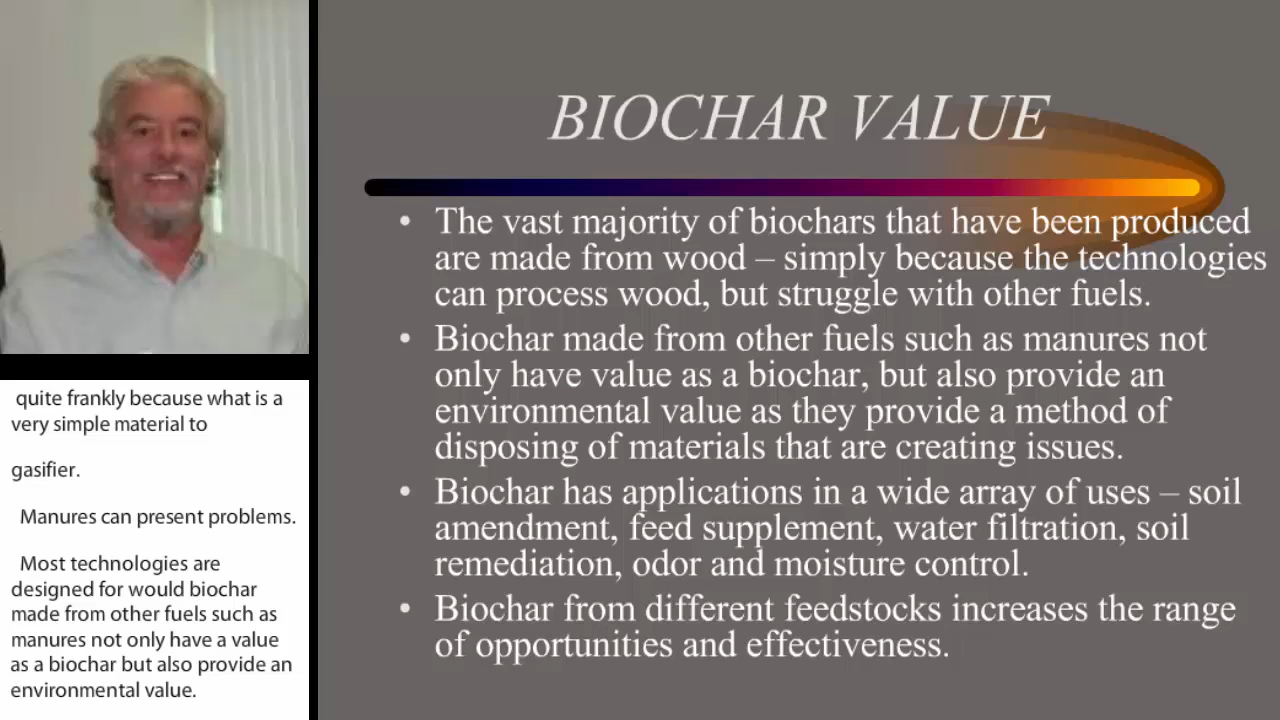 BIOCHAR VALUE
• The vast majority of biochars that have been produced
are made from wood – simply because the technologies
can process wood, but struggle with other fuels.
• Biochar made from other fuels such as manures not
only have value as a biochar, but also provide an
environmental value as they provide a method of
disposing of materials that are creating issues.
• Biochar has applications in a wide array of uses – soil
amendment, feed supplement, water filtration, soil
remediation, odor and moisture control.
• Biochar from different feedstocks increases the range
of opportunities and effectiveness.
quite frankly because what is a
very simple material to
gasifier.
Manures can present problems.
Most technologies are
designed for would biochar
made from other fuels such as
manures not only have a value
as a biochar but also provide an
environmental value.